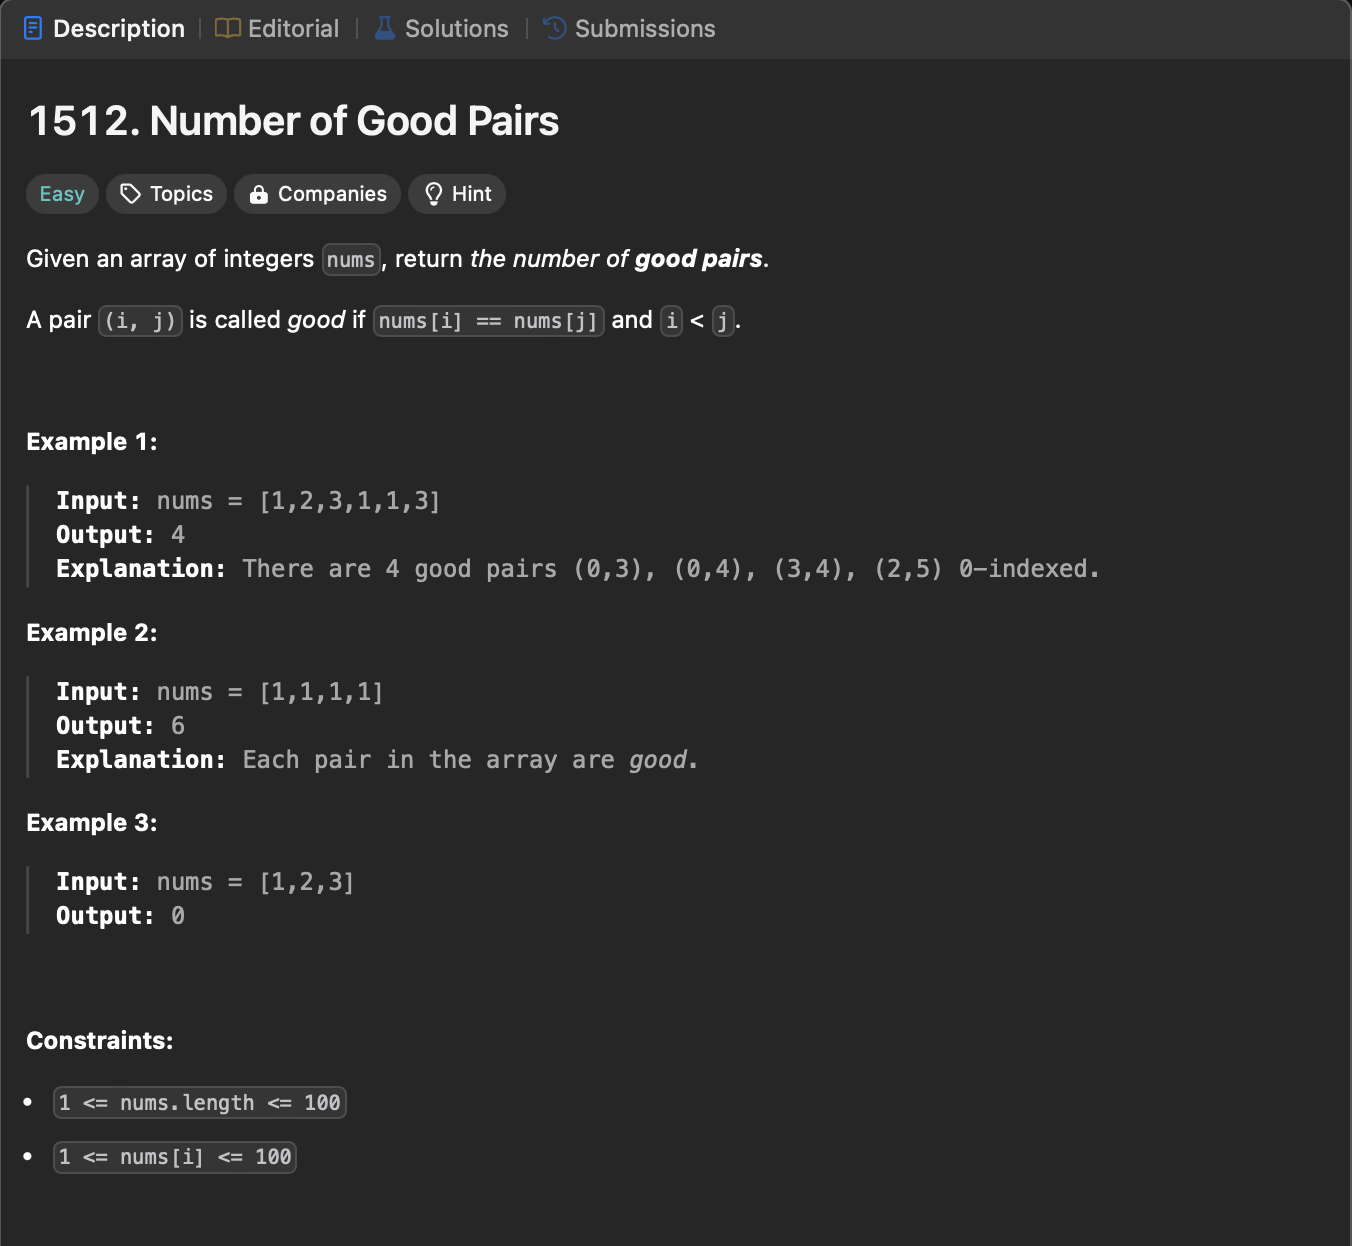 Description | Editorial | Solutions | Submissions
1512. Number of Good Pairs
Easy Topics Companies Hint
Given an array of integers nums, return the number of good pairs.
A pair (i, j) is called good if nums[i] == nums[j] and i < j.
Example 1:
Input: nums = [1,2,3,1,1,3]
Output: 4
Explanation: There are 4 good pairs (0,3), (0,4), (3,4), (2,5) 0-indexed.
Example 2:
Input: nums = [1,1,1,1]
Output: 6
Explanation: Each pair in the array are good.
Example 3:
Input: nums = [1,2,3]
Output: 0
Constraints:
• 1 <= nums.length <= 100
• 1 <= nums[i] <= 100